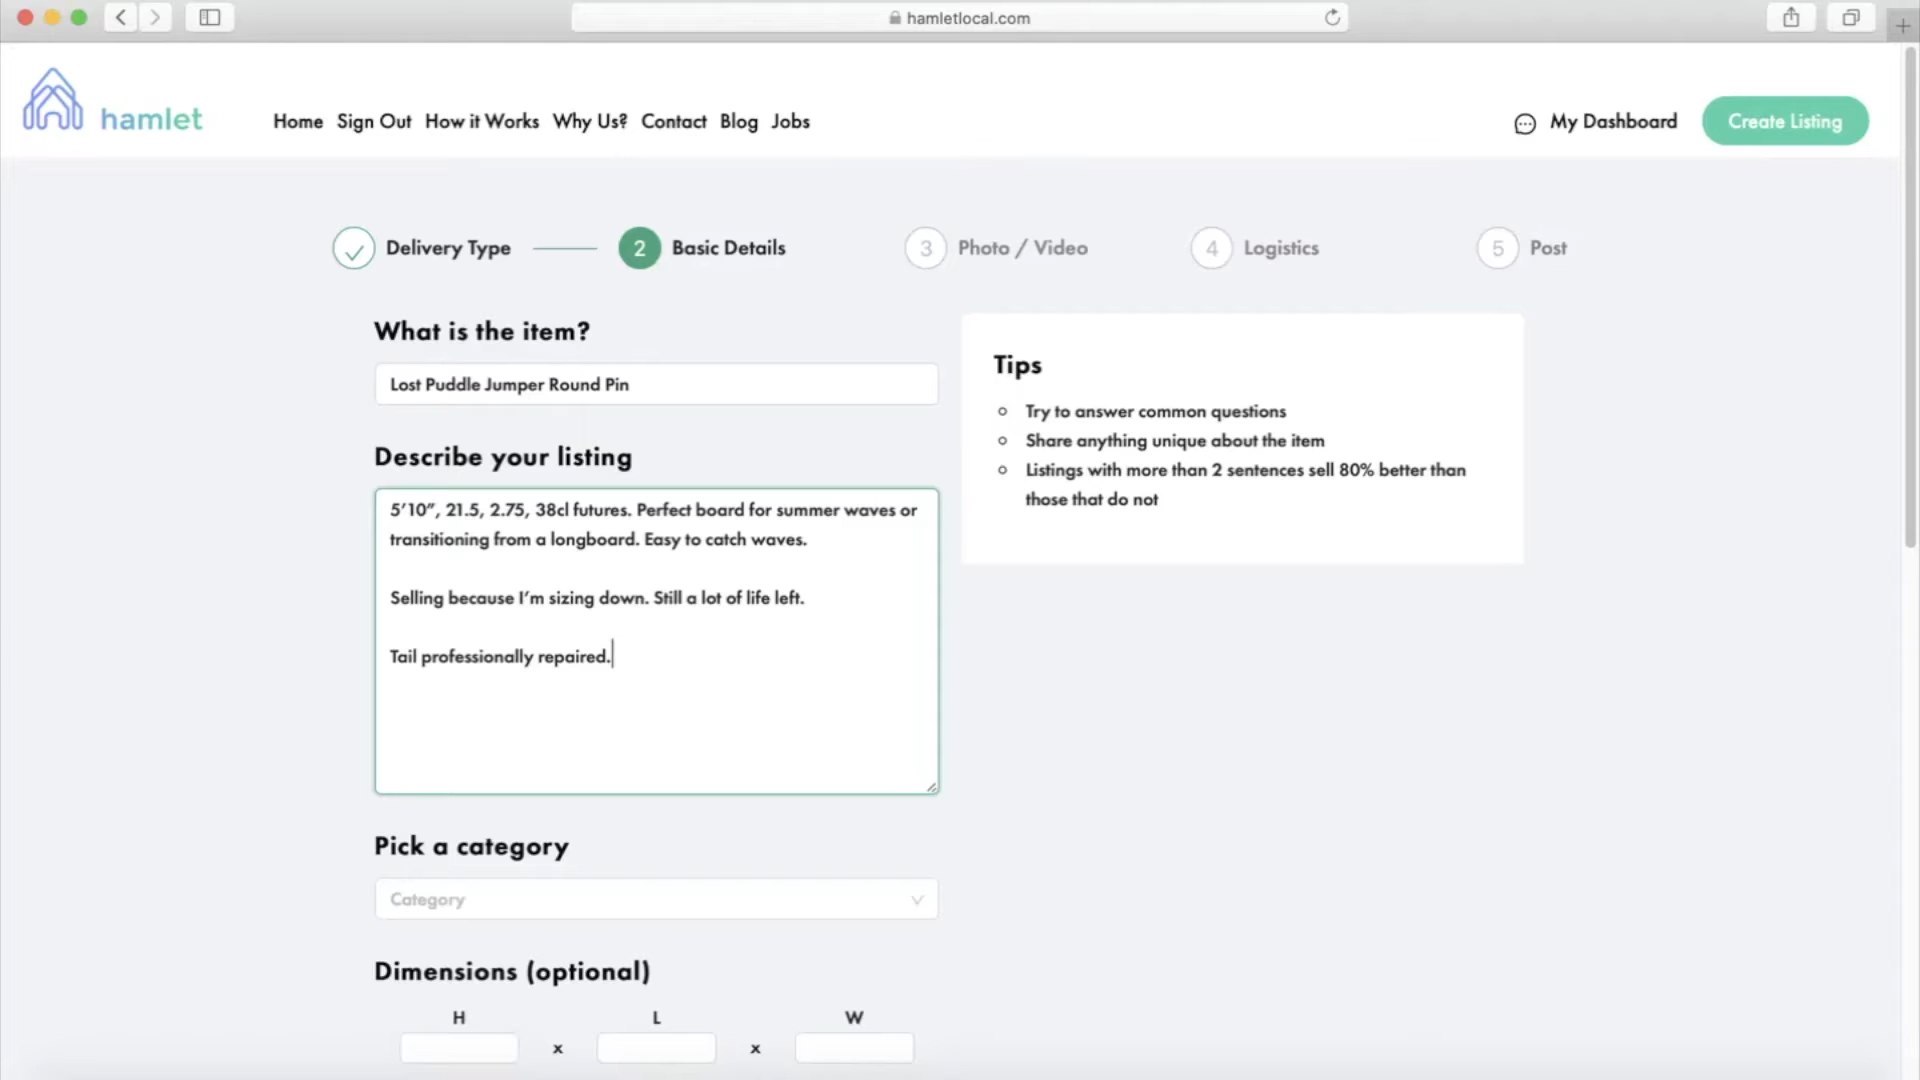 hamletlocal.com
hamlet
Home Sign Out How it Works Why Us? Contact Blog Jobs
My Dashboard
Create Listing
Delivery Type
2 Basic Details
3 Photo / Video
4 Logistics
5 Post
What is the item?
Lost Puddle Jumper Round Pin
Describe your listing
5’10”, 21.5, 2.75, 38cl futures. Perfect board for summer waves or
transitioning from a longboard. Easy to catch waves.
Selling because I’m sizing down. Still a lot of life left.
Tail professionally repaired.
Tips
Try to answer common questions
Share anything unique about the item
Listings with more than 2 sentences sell 80% better than
those that do not
Pick a category
Category
Dimensions (optional)
H L W
x x